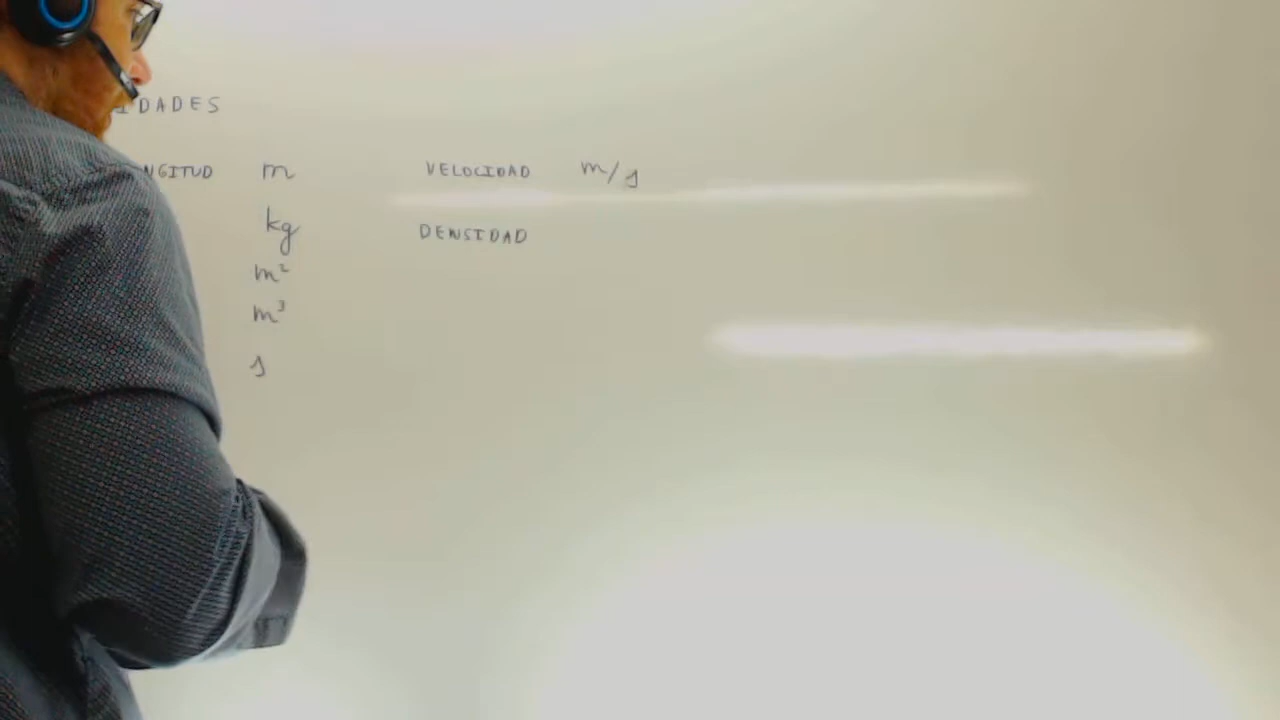 IDADES
NGITUD m VELOCIDAD m/s
kg DENSIDAD
m²
m³
s